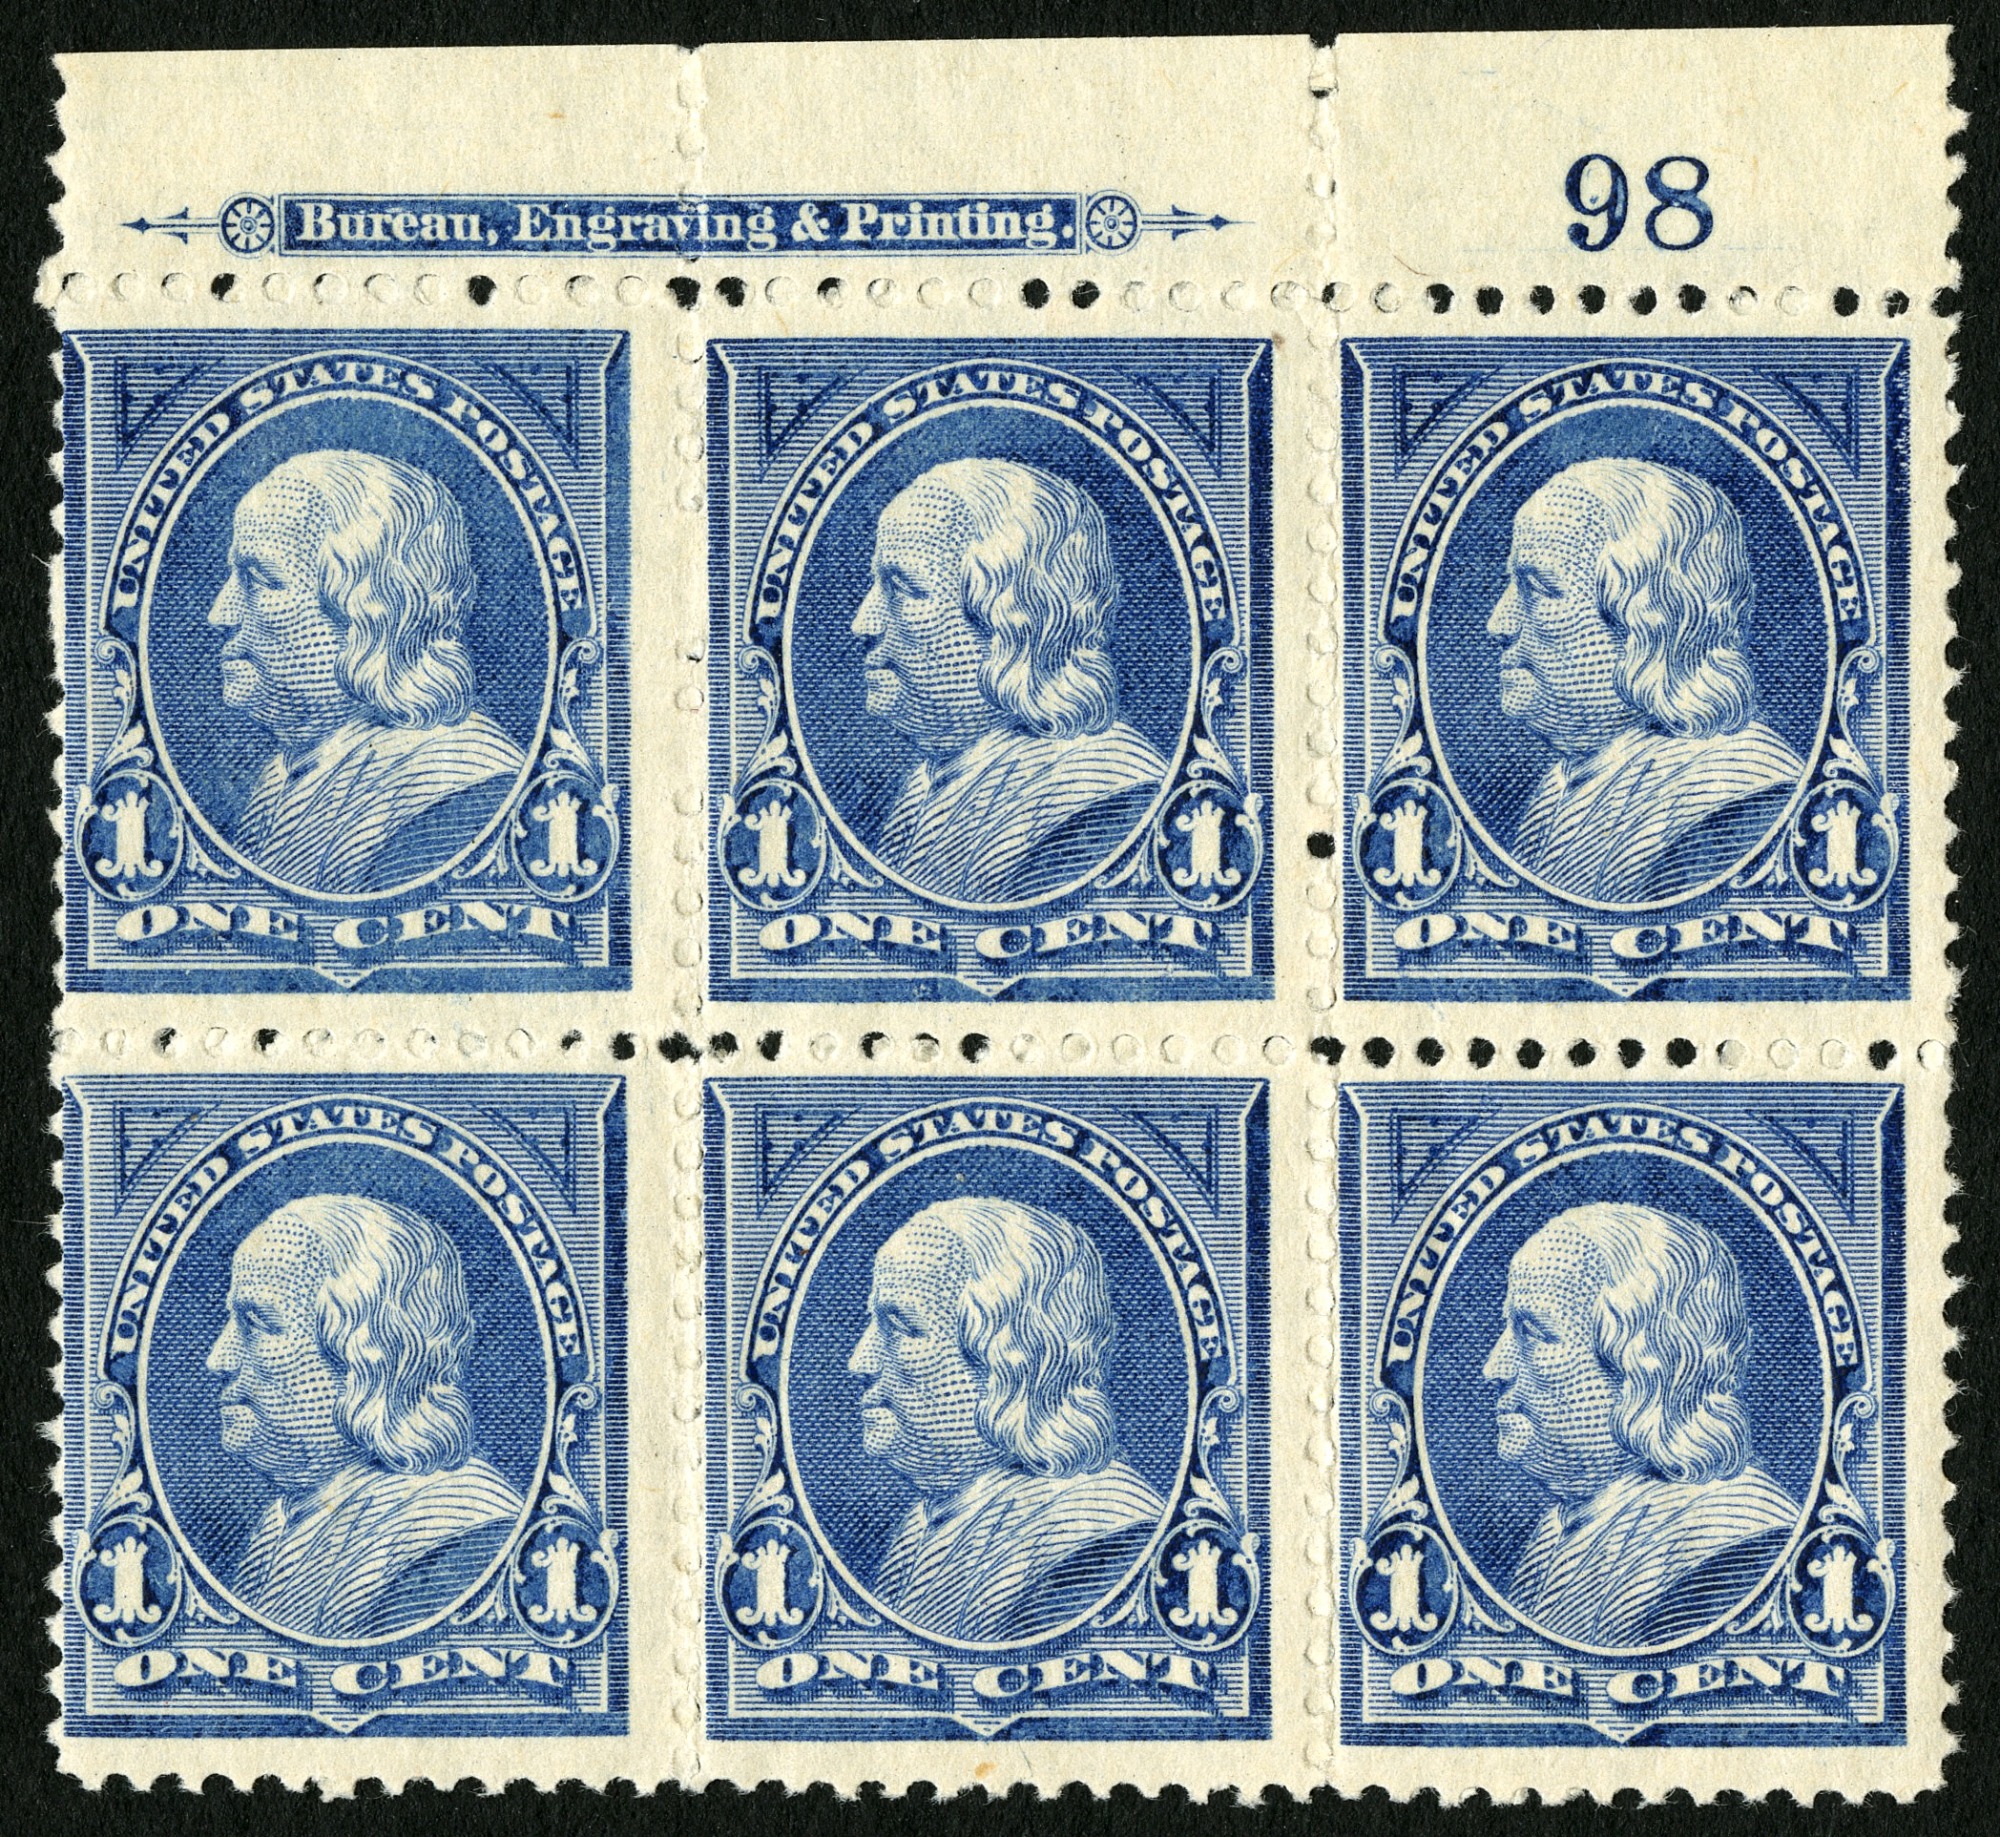 Bureau, Engraving & Printing.
98
UNITED STATES POSTAGE
UNITED STATES POSTAGE
UNITED STATES POSTAGE
1 1
1 1
1 1
ONE CENT
ONE CENT
ONE CENT
UNITED STATES POSTAGE
UNITED STATES POSTAGE
UNITED STATES POSTAGE
1 1
1 1
1 1
ONE CENT
ONE CENT
ONE CENT